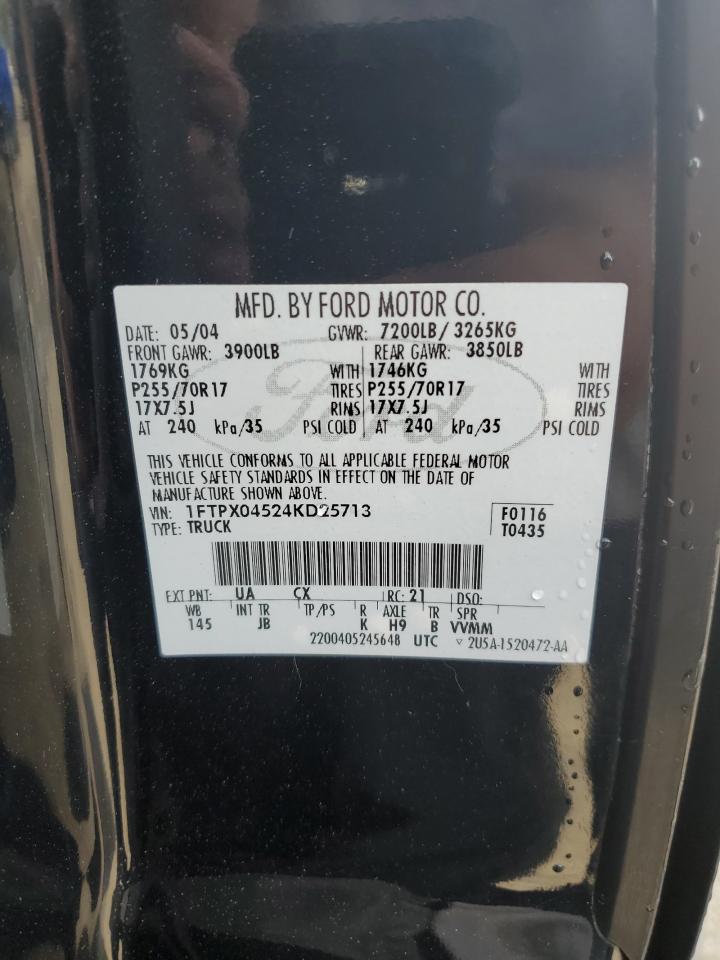 MFD. BY FORD MOTOR CO.
DATE: 05/04 GVWR: 7200LB/ 3265KG
FRONT GAWR: 3900LB REAR GAWR: 3850LB
1769KG WITH 1746KG WITH
P255/70R17 TIRES P255/70R17 TIRES
17X7.5J RIMS 17X7.5J RIMS
AT 240 kPa/35 PSI COLD AT 240 kPa/35 PSI COLD
Ford
THIS VEHICLE CONFORMS TO ALL APPLICABLE FEDERAL MOTOR
VEHICLE SAFETY STANDARDS IN EFFECT ON THE DATE OF
MANUFACTURE SHOWN ABOVE.
VIN: 1FTPX04524KD25713 F0116
TYPE: TRUCK T0435
EXT PNT: UA CX RC: 21 DSO:
WB INT TR TP/PS R AXLE TR SPR
145 JB K H9 B VVMM
2200405245648 UTC ▽ 2U5A-1520472-AA